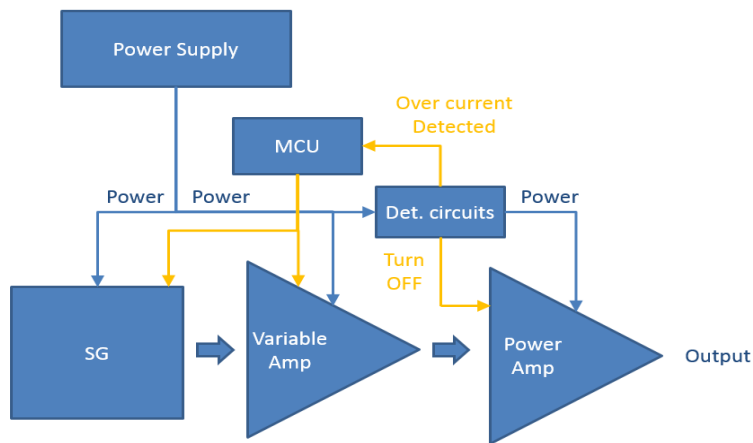 Power Supply
Over current
Detected
MCU
Power
Power
Det. circuits
Power
Turn
OFF
SG
Variable
Amp
Power
Amp
Output